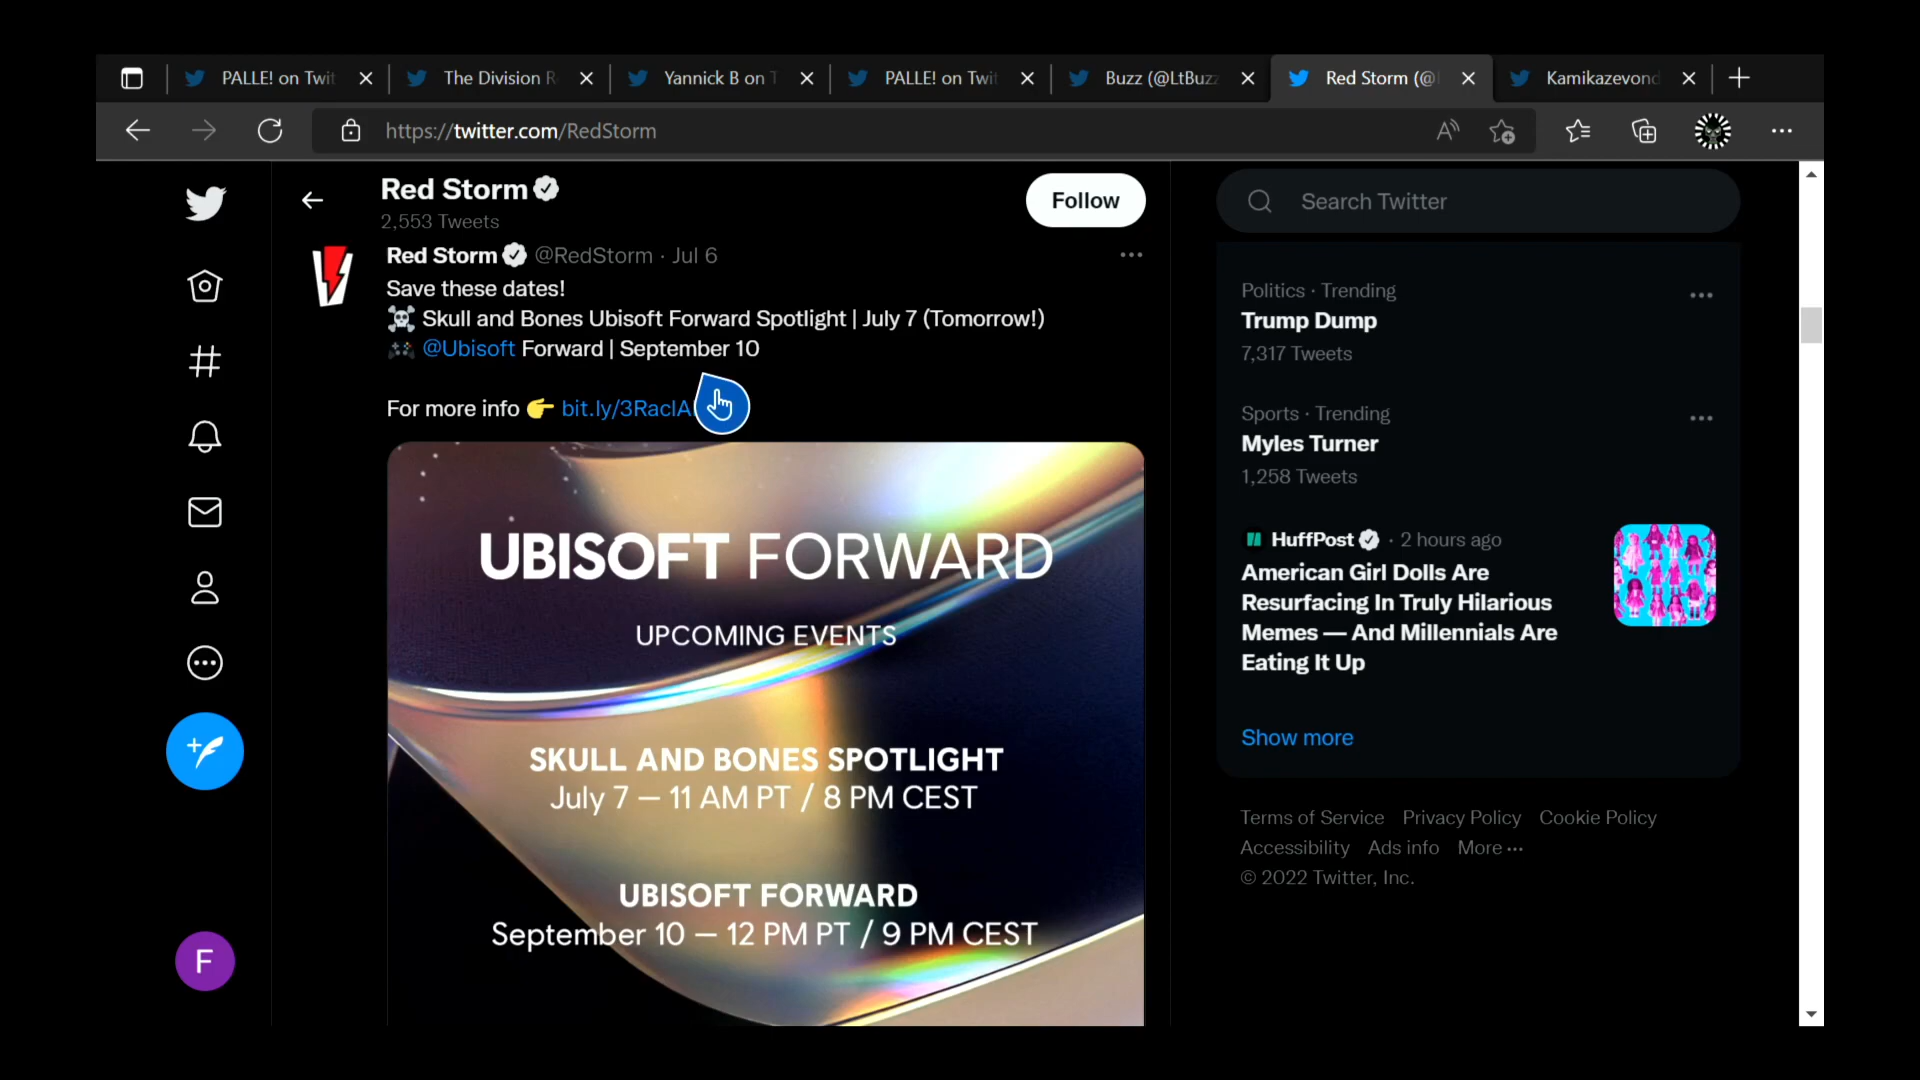 PALLE! on Twit
The Division R
Yannick B on T
PALLE! on Twit
Buzz (@LtBuzz
Red Storm (@
Kamikazevond
https://twitter.com/RedStorm
Red Storm
2,553 Tweets
Follow
Red Storm @RedStorm · Jul 6
Save these dates!
☠️ Skull and Bones Ubisoft Forward Spotlight | July 7 (Tomorrow!)
🎮 @Ubisoft Forward | September 10
For more info 👉 bit.ly/3RacIA
UBISOFT FORWARD
UPCOMING EVENTS
SKULL AND BONES SPOTLIGHT
July 7 — 11 AM PT / 8 PM CEST
UBISOFT FORWARD
September 10 — 12 PM PT / 9 PM CEST
F
Search Twitter
Politics · Trending
Trump Dump
7,317 Tweets
Sports · Trending
Myles Turner
1,258 Tweets
HuffPost · 2 hours ago
American Girl Dolls Are
Resurfacing In Truly Hilarious
Memes — And Millennials Are
Eating It Up
Show more
Terms of Service Privacy Policy Cookie Policy
Accessibility Ads info More ···
© 2022 Twitter, Inc.